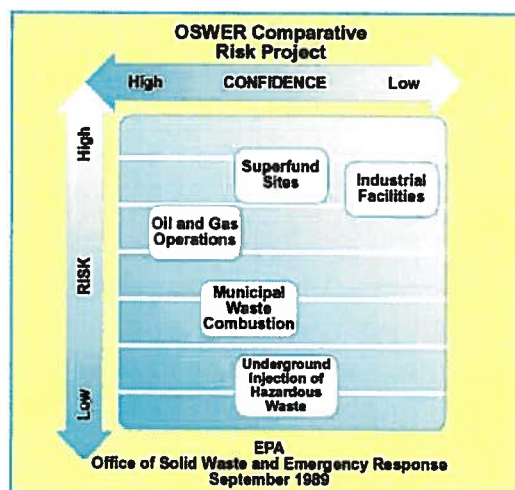 OSWER Comparative
Risk Project
High CONFIDENCE Low
High
RISK
Low
Superfund
Sites
Industrial
Facilities
Oil and Gas
Operations
Municipal
Waste
Combustion
Underground
Injection of
Hazardous
Waste
EPA
Office of Solid Waste and Emergency Response
September 1989